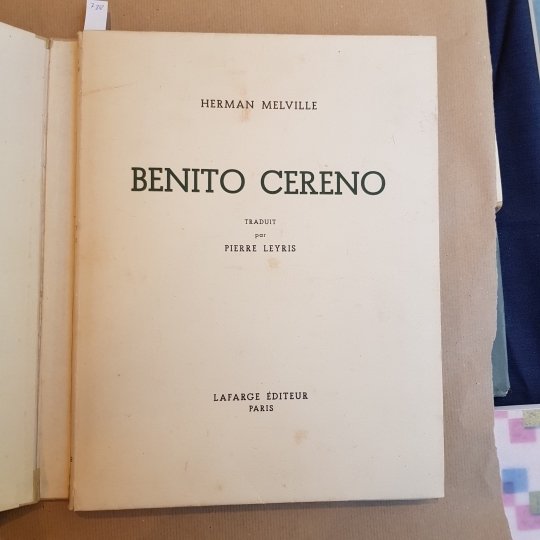 HERMAN MELVILLE
BENITO CERENO
TRADUIT
par
PIERRE LEYRIS
LAFARGE ÉDITEUR
PARIS